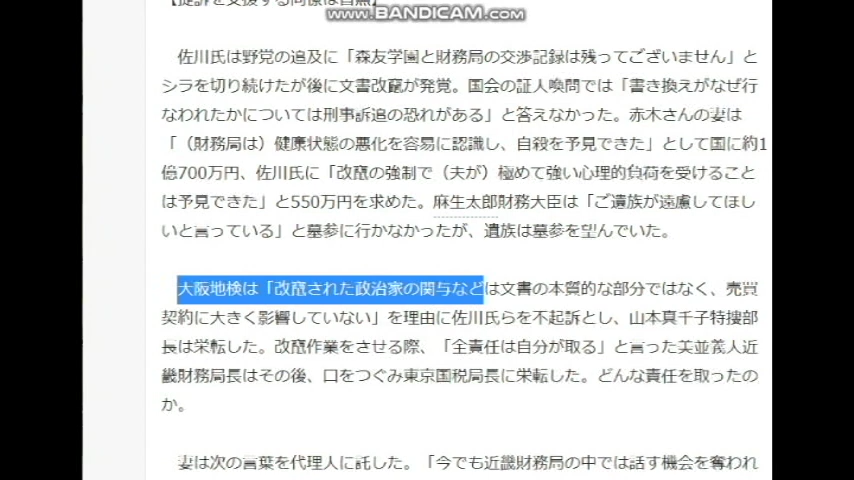 【提訴を支援する同僚は皆無】
www.BANDICAM.com
佐川氏は野党の追及に「森友学園と財務局の交渉記録は残ってございません」と
シラを切り続けたが後に文書改竄が発覚。国会の証人喚問では「書き換えがなぜ行
なわれたかについては刑事訴追の恐れがある」と答えなかった。赤木さんの妻は
「（財務局は）健康状態の悪化を容易に認識し、自殺を予見できた」として国に約1
億700万円、佐川氏に「改竄の強制で（夫が）極めて強い心理的負荷を受けること
は予見できた」と550万円を求めた。麻生太郎財務大臣は「ご遺族が遠慮してほし
いと言っている」と墓参に行かなかったが、遺族は墓参を望んでいた。
大阪地検は「改竄された政治家の関与などは文書の本質的な部分ではなく、売買
契約に大きく影響していない」を理由に佐川氏らを不起訴とし、山本真千子特捜部
長は栄転した。改竄作業をさせる際、「全責任は自分が取る」と言った美並義人近
畿財務局長はその後、口をつぐみ東京国税局長に栄転した。どんな責任を取ったの
か。
妻は次の言葉を代理人に託した。「今でも近畿財務局の中では話す機会を奪われ